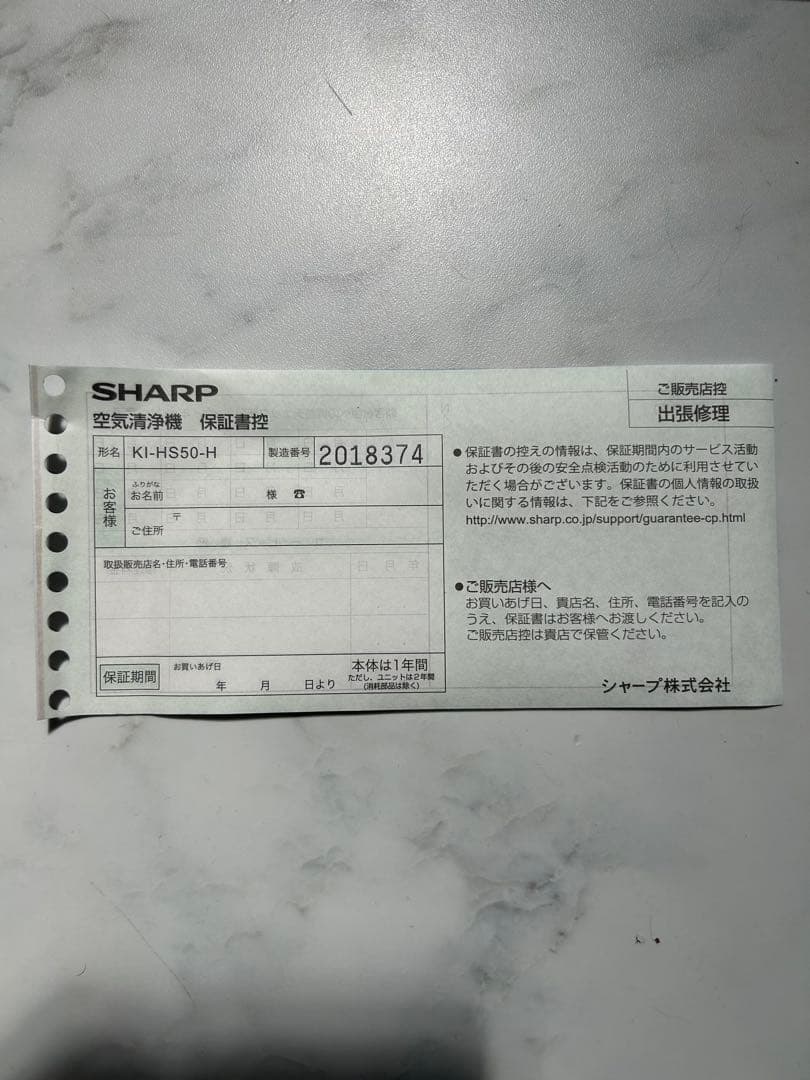 SHARP
空気清浄機 保証書控
ご販売店控
出張修理
形名 KI-HS50-H 製造番号 2018374
お客様
ふりがな
お名前 様 ☎
〒
ご住所
取扱販売店名・住所・電話番号
保証期間
お買いあげ日
年 月 日より
本体は1年間
ただし、ユニットは2年間
(消耗部品は除く)
●保証書の控えの情報は、保証期間内のサービス活動
およびその後の安全点検活動のために利用させてい
ただく場合がございます。保証書の個人情報の取扱
いに関する情報は、下記をご参照ください。
http://www.sharp.co.jp/support/guarantee-cp.html
●ご販売店様へ
お買いあげ日、貴店名、住所、電話番号を記入の
うえ、保証書はお客様へお渡しください。
ご販売店控は貴店で保管ください。
シャープ株式会社